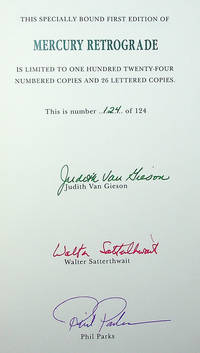 THIS SPECIALLY BOUND FIRST EDITION OF
MERCURY RETROGRADE
IS LIMITED TO ONE HUNDRED TWENTY-FOUR
NUMBERED COPIES AND 26 LETTERED COPIES.
This is number ..124.. of 124
Judith Van Gieson
Judith Van Gieson
Walter Satterthwait
Walter Satterthwait
Phil Parks
Phil Parks